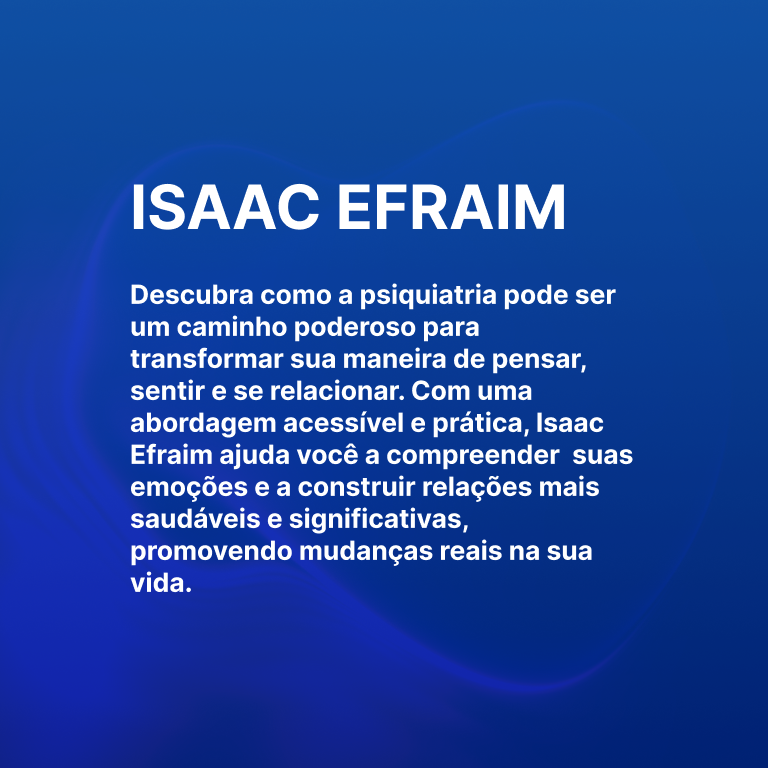 ISAAC EFRAIM
Descubra como a psiquiatria pode ser
um caminho poderoso para
transformar sua maneira de pensar,
sentir e se relacionar. Com uma
abordagem acessível e prática, Isaac
Efraim ajuda você a compreender  suas
emoções e a construir relações mais
saudáveis e significativas,
promovendo mudanças reais na sua
vida.